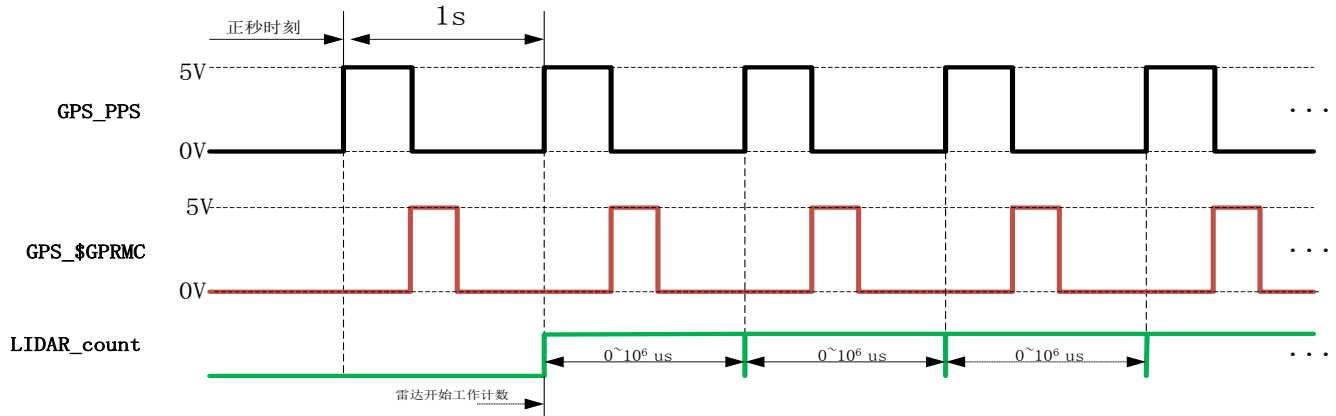 正秒时刻
1s
5V
GPS_PPS
0V
...
5V
GPS_$GPRMC
0V
...
LIDAR_count
0~10⁶ us
0~10⁶ us
0~10⁶ us
...
雷达开始工作计数